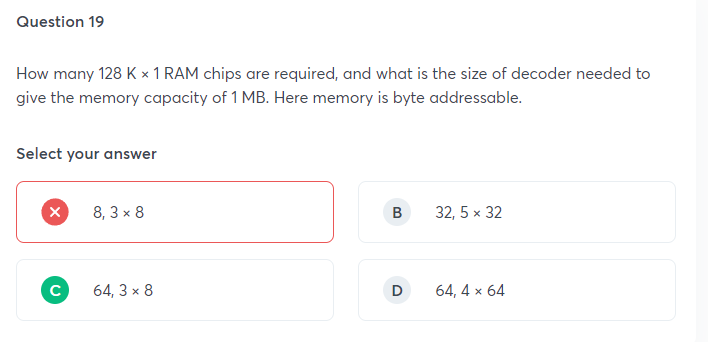 Question 19
How many 128 K × 1 RAM chips are required, and what is the size of decoder needed to
give the memory capacity of 1 MB. Here memory is byte addressable.
Select your answer
8, 3 × 8
B 32, 5 × 32
C 64, 3 × 8
D 64, 4 × 64